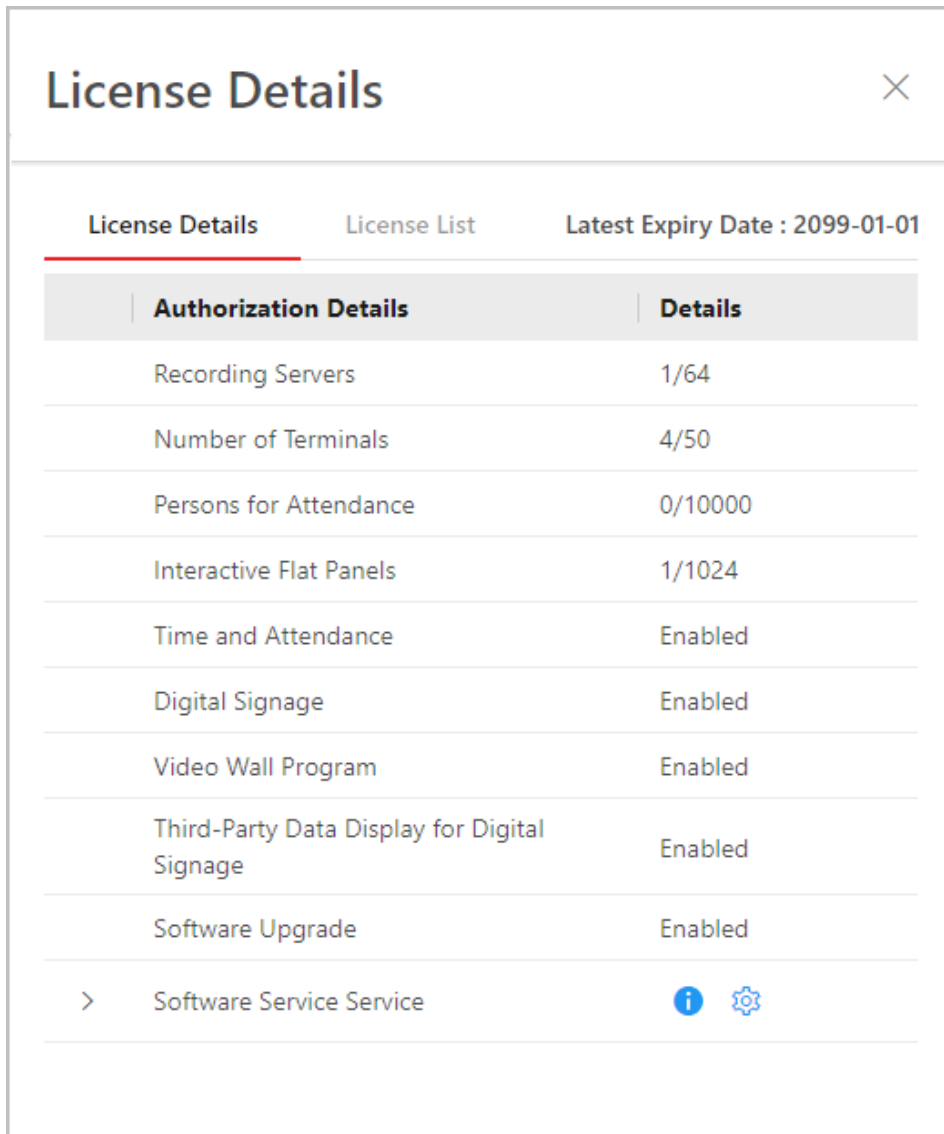 License Details
License Details License List Latest Expiry Date : 2099-01-01
Authorization Details Details
Recording Servers 1/64
Number of Terminals 4/50
Persons for Attendance 0/10000
Interactive Flat Panels 1/1024
Time and Attendance Enabled
Digital Signage Enabled
Video Wall Program Enabled
Third-Party Data Display for Digital
Signage Enabled
Software Upgrade Enabled
Software Service Service